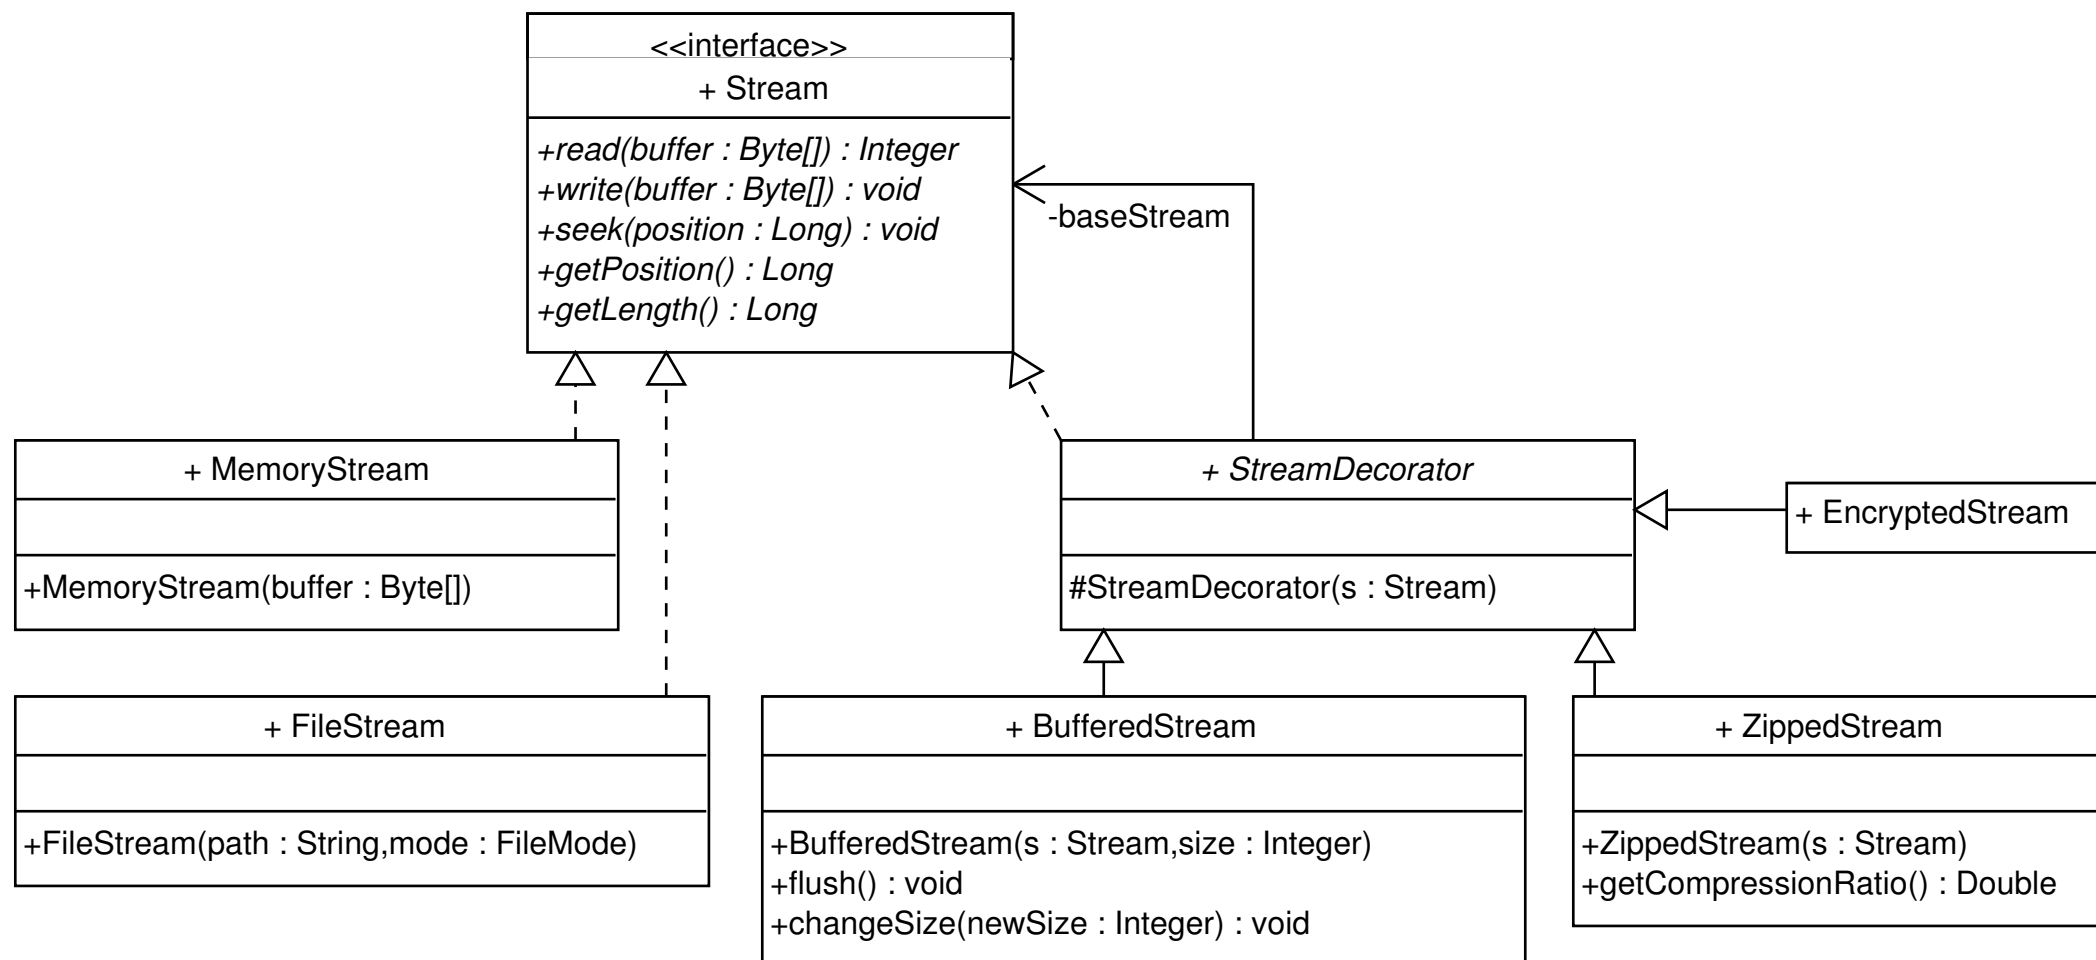 <<interface>>
+ Stream
+read(buffer : Byte[]) : Integer
+write(buffer : Byte[]) : void
+seek(position : Long) : void
+getPosition() : Long
+getLength() : Long
-baseStream
+ MemoryStream
+MemoryStream(buffer : Byte[])
+ StreamDecorator
#StreamDecorator(s : Stream)
+ EncryptedStream
+ FileStream
+FileStream(path : String,mode : FileMode)
+ BufferedStream
+BufferedStream(s : Stream,size : Integer)
+flush() : void
+changeSize(newSize : Integer) : void
+ ZippedStream
+ZippedStream(s : Stream)
+getCompressionRatio() : Double